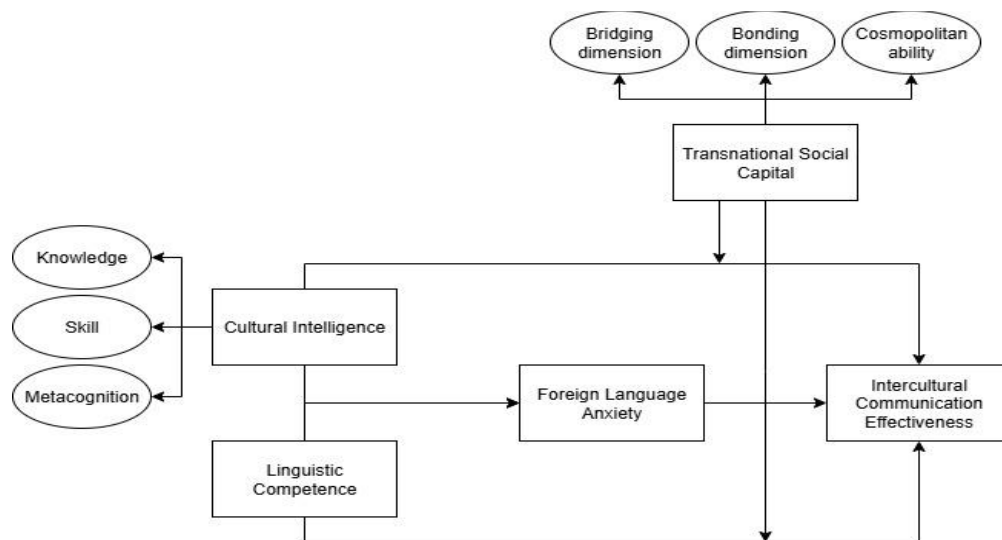 Bridging
dimension
Bonding
dimension
Cosmopolitan
ability
Transnational Social
Capital
Knowledge
Skill
Metacognition
Cultural Intelligence
Foreign Language
Anxiety
Intercultural
Communication
Effectiveness
Linguistic
Competence